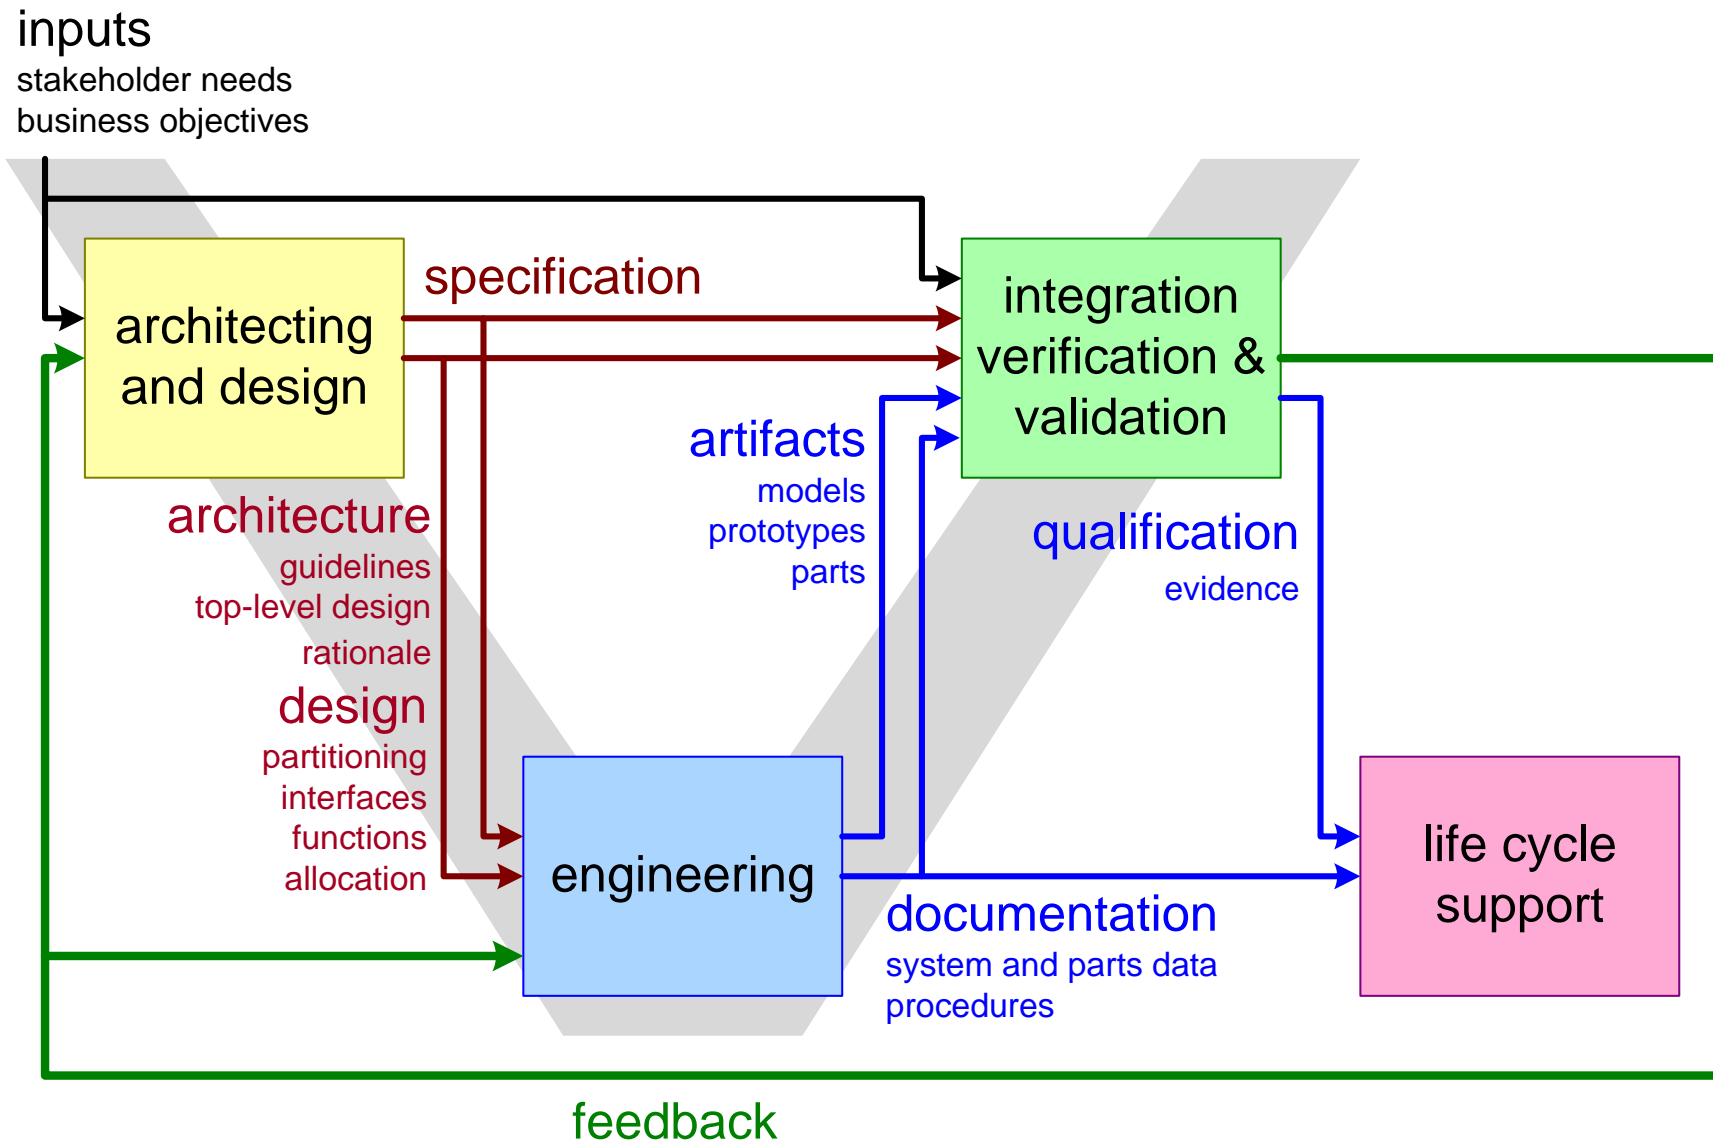 inputs
stakeholder needs
business objectives
architecting
and design
specification
integration
verification &
validation
architecture
guidelines
top-level design
rationale
design
partitioning
interfaces
functions
allocation
artifacts
models
prototypes
parts
qualification
evidence
engineering
documentation
system and parts data
procedures
life cycle
support
feedback